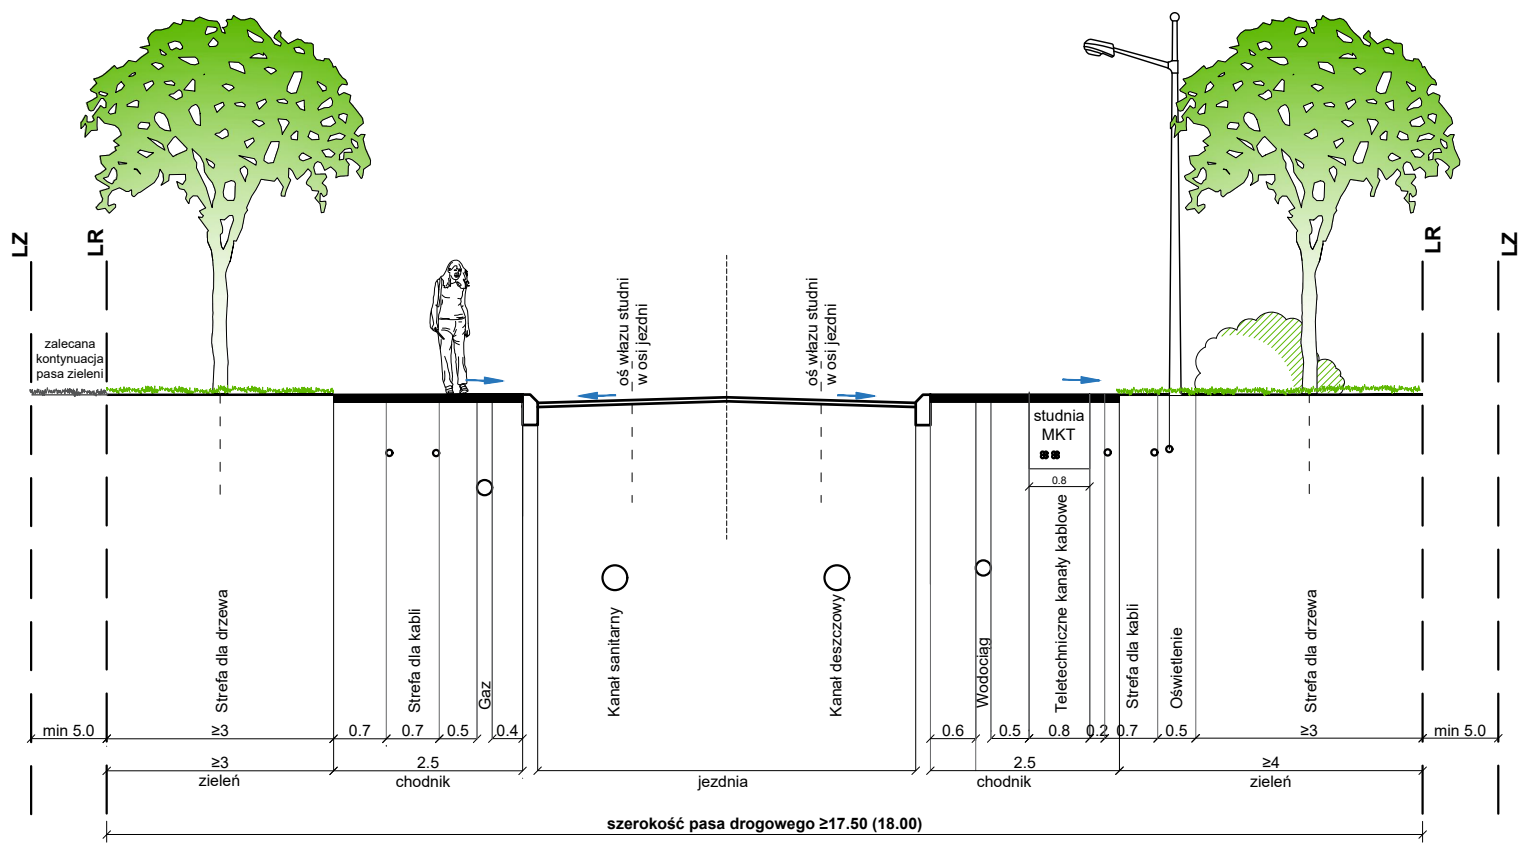 LZ
LR
LR
LZ
zalecana
kontynuacja
pasa zieleni
oś włazu studni
w osi jezdni
oś włazu studni
w osi jezdni
studnia
MKT
0.8
Strefa dla drzewa
Strefa dla kabli
Gaz
Kanał sanitarny
Kanał deszczowy
Wodociąg
Teletechniczne kanały kablowe
Strefa dla kabli
Oświetlenie
Strefa dla drzewa
min 5.0
≥3
0.7
0.7
0.5
0.4
0.6
0.5
0.8
0.2
0.7
0.5
≥3
min 5.0
≥3
2.5
2.5
≥4
zieleń
chodnik
jezdnia
chodnik
zieleń
szerokość pasa drogowego ≥17.50 (18.00)